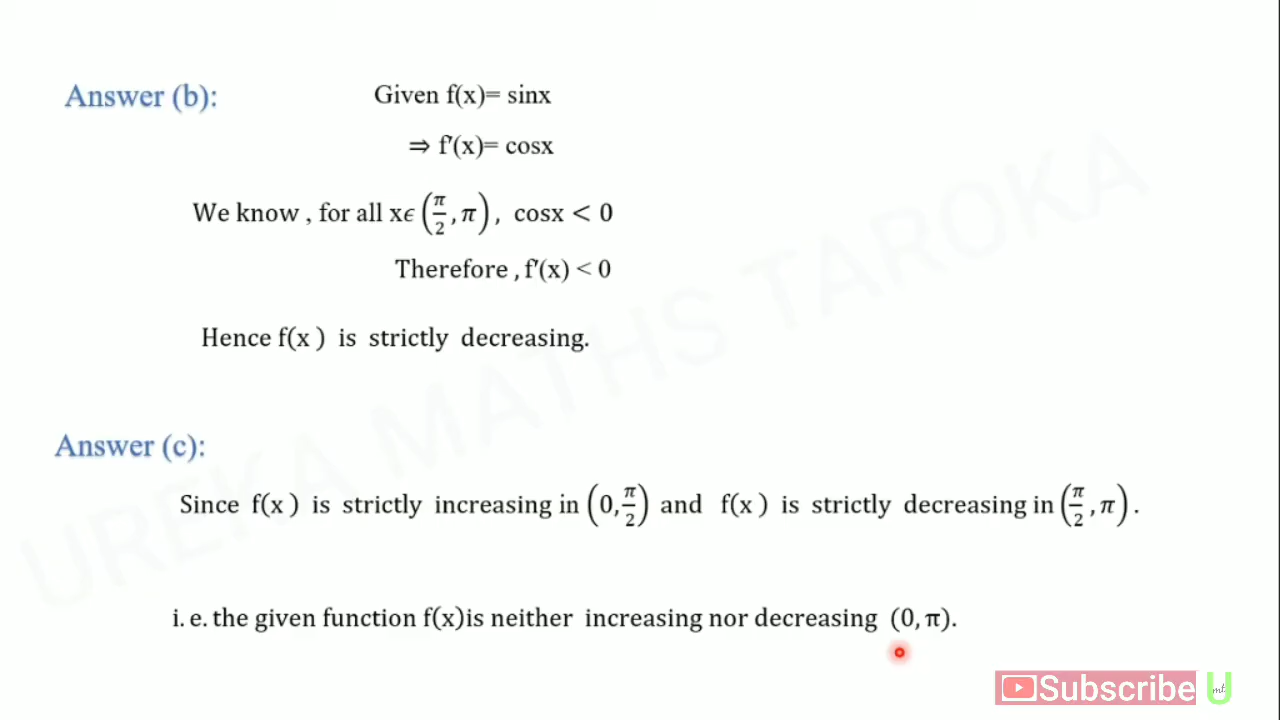 Answer (b):
Given f(x)= sinx
⇒ f'(x)= cosx
We know , for all xϵ (π/2 , π) , cosx < 0
Therefore , f'(x) < 0
Hence f(x ) is strictly decreasing.
Answer (c):
Since f(x ) is strictly increasing in (0, π/2) and f(x ) is strictly decreasing in (π/2 , π) .
i. e. the given function f(x)is neither increasing nor decreasing (0, π).
UREKA MATHS TAROKA
Subscribe